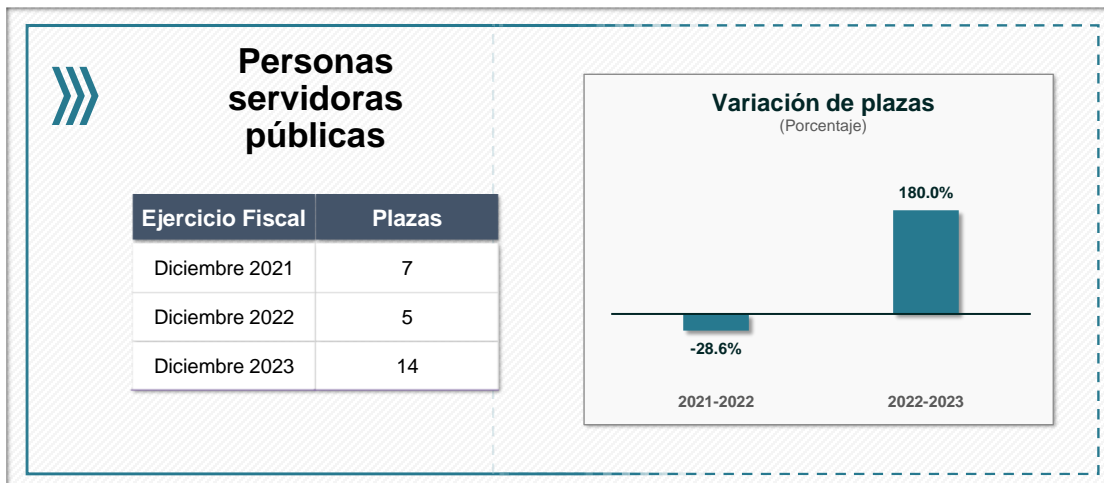 Personas
servidoras
públicas
Ejercicio Fiscal Plazas
Diciembre 2021 7
Diciembre 2022 5
Diciembre 2023 14
Variación de plazas
(Porcentaje)
180.0%
-28.6%
2021-2022 2022-2023